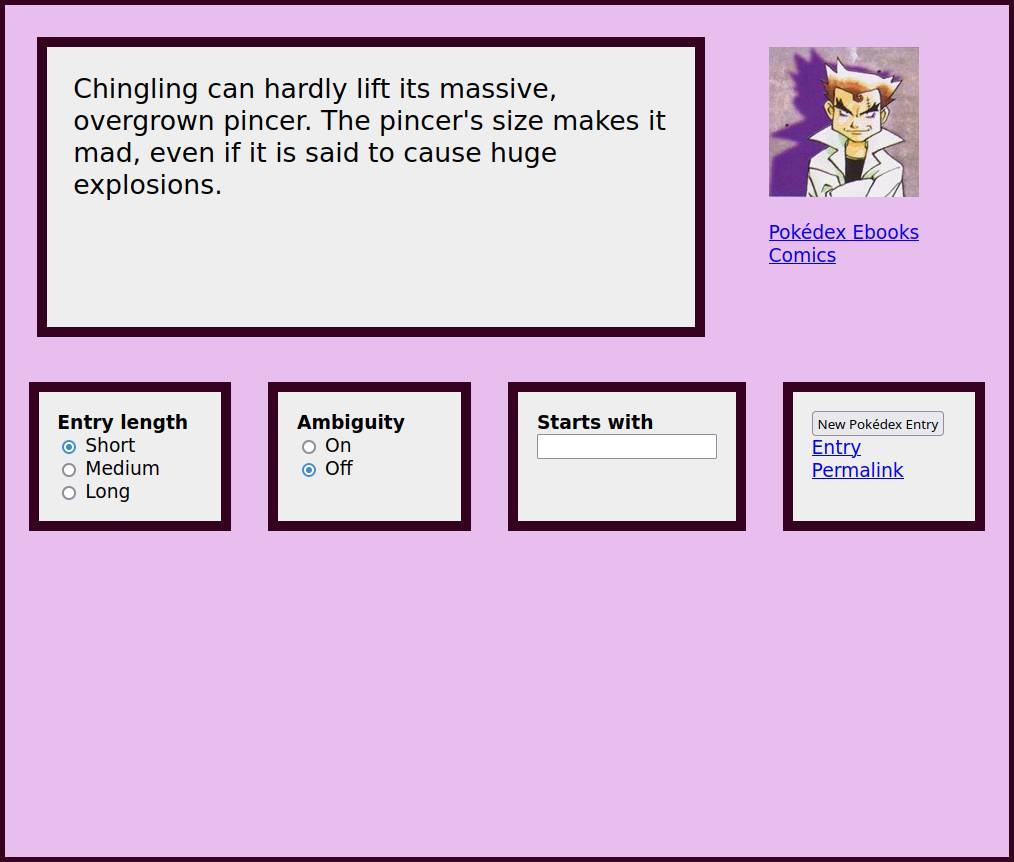 Chingling can hardly lift its massive,
overgrown pincer. The pincer's size makes it
mad, even if it is said to cause huge
explosions.
Pokédex Ebooks
Comics
Entry length
Short
Medium
Long
Ambiguity
On
Off
Starts with
New Pokédex Entry
Entry
Permalink